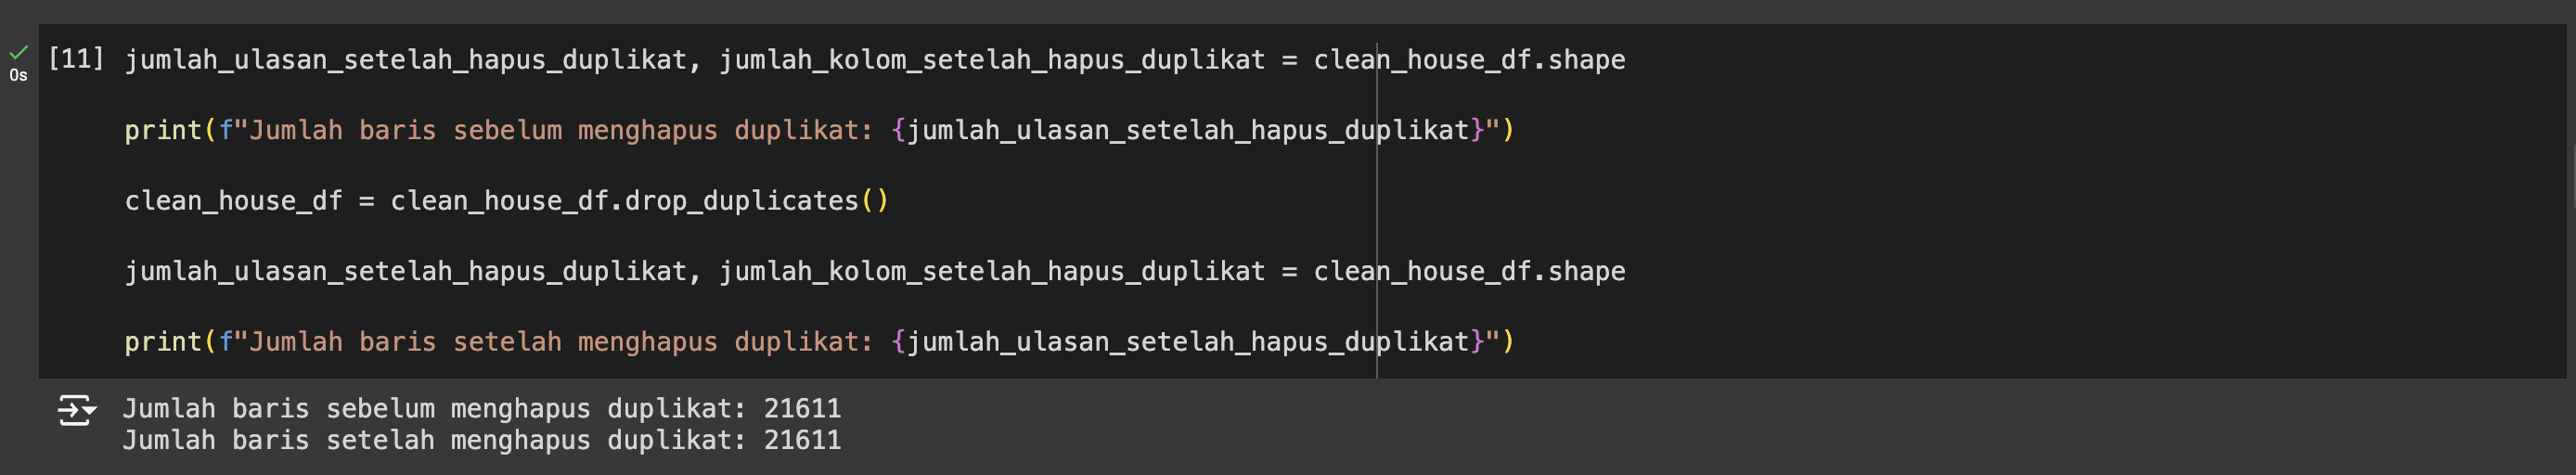 [11] jumlah_ulasan_setelah_hapus_duplikat, jumlah_kolom_setelah_hapus_duplikat = clean_house_df.shape
0s
print(f"Jumlah baris sebelum menghapus duplikat: {jumlah_ulasan_setelah_hapus_duplikat}")
clean_house_df = clean_house_df.drop_duplicates()
jumlah_ulasan_setelah_hapus_duplikat, jumlah_kolom_setelah_hapus_duplikat = clean_house_df.shape
print(f"Jumlah baris setelah menghapus duplikat: {jumlah_ulasan_setelah_hapus_duplikat}")
Jumlah baris sebelum menghapus duplikat: 21611
Jumlah baris setelah menghapus duplikat: 21611